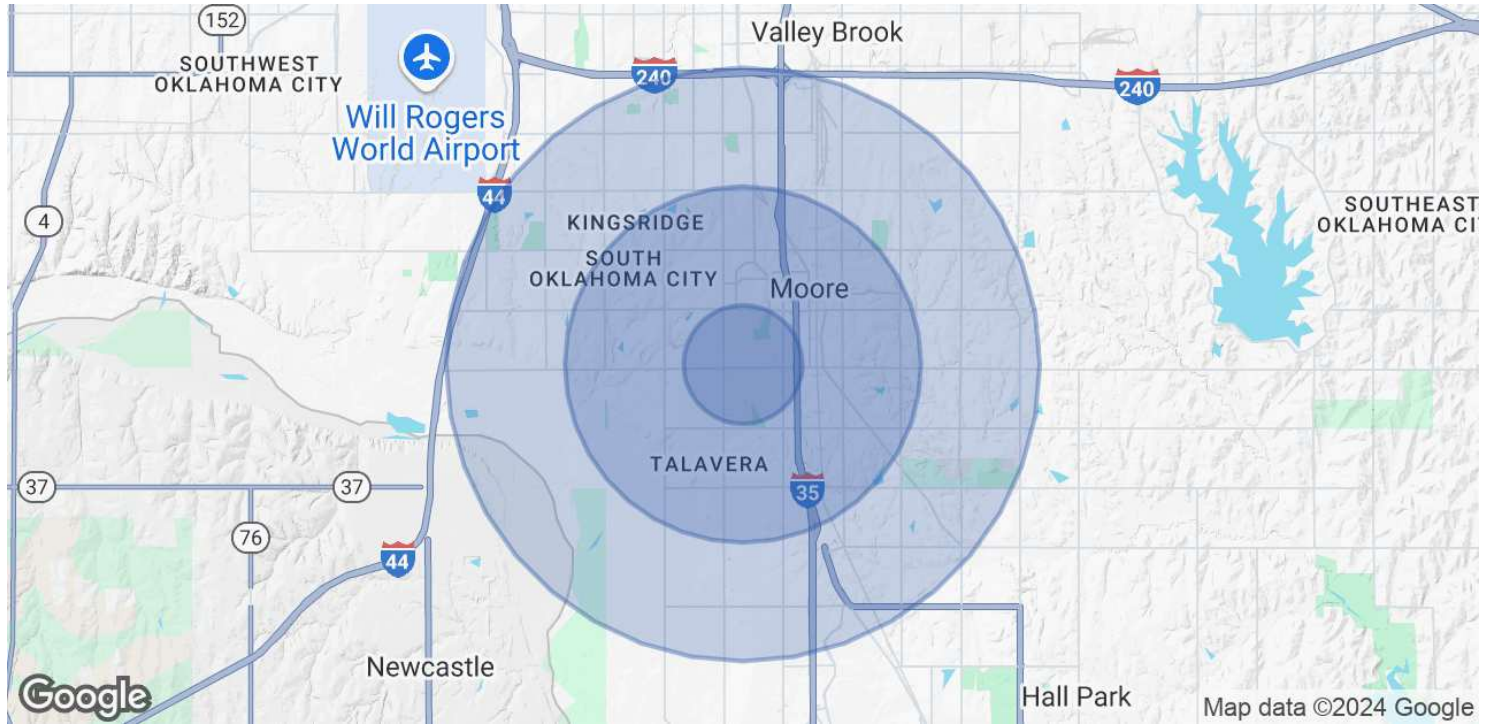 152
Valley Brook
SOUTHWEST
OKLAHOMA CITY
240
240
Will Rogers
World Airport
44
4
KINGSRIDGE
SOUTHEAST
OKLAHOMA CI
SOUTH
OKLAHOMA CITY
Moore
TALAVERA
37
37
35
76
44
Newcastle
Google
Hall Park
Map data ©2024 Google